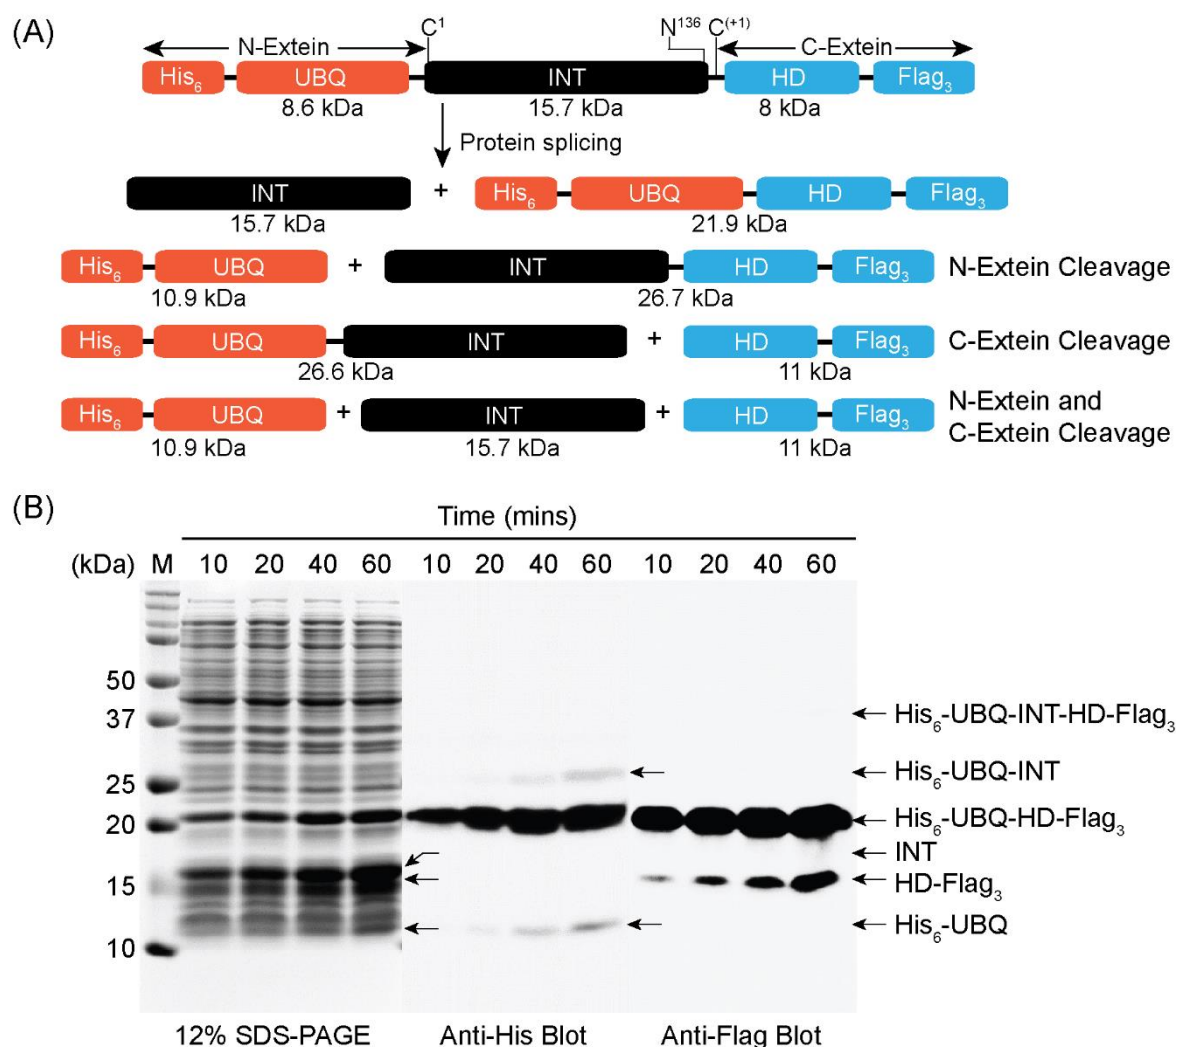 (A)
C¹ N¹³⁶ C⁽⁺¹⁾
N-Extein C-Extein
His₆ UBQ INT HD Flag₃
8.6 kDa 15.7 kDa 8 kDa
Protein splicing
INT + His₆ UBQ HD Flag₃
15.7 kDa 21.9 kDa
His₆ UBQ + INT HD Flag₃ N-Extein Cleavage
10.9 kDa 26.7 kDa
His₆ UBQ INT + HD Flag₃ C-Extein Cleavage
26.6 kDa 11 kDa
His₆ UBQ + INT + HD Flag₃ N-Extein and
C-Extein Cleavage
10.9 kDa 15.7 kDa 11 kDa
(B)
Time (mins)
(kDa) M 10 20 40 60 10 20 40 60 10 20 40 60
50
37
25
20
15
10
His₆-UBQ-INT-HD-Flag₃
His₆-UBQ-INT
His₆-UBQ-HD-Flag₃
INT
HD-Flag₃
His₆-UBQ
12% SDS-PAGE Anti-His Blot Anti-Flag Blot